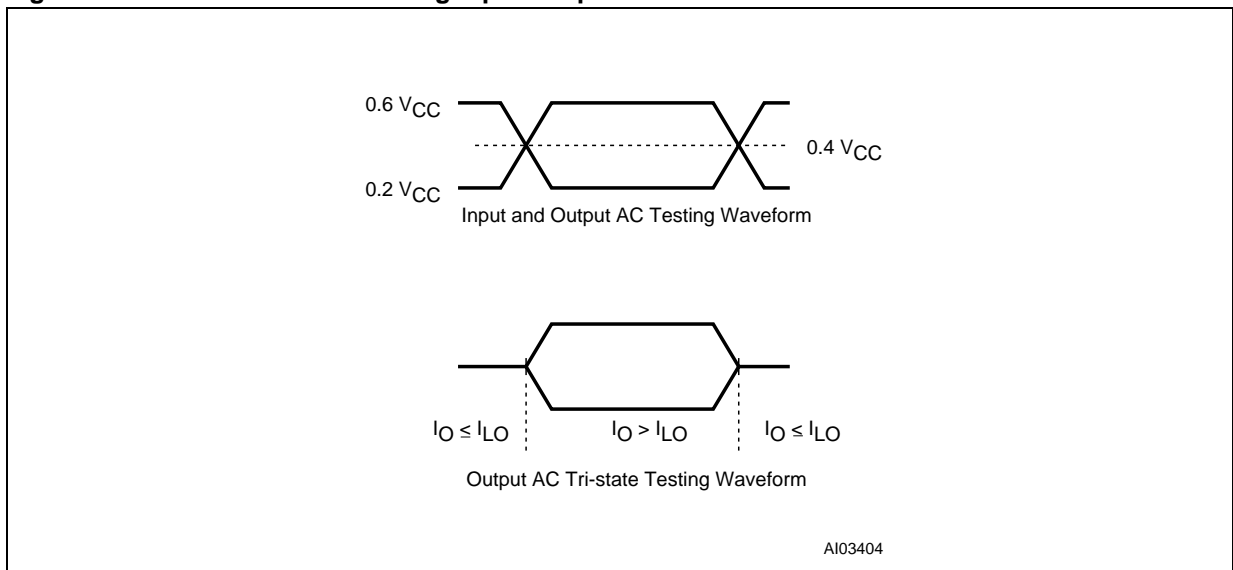 0.6 VCC
0.4 VCC
0.2 VCC
Input and Output AC Testing Waveform
IO ≤ ILO
IO > ILO
IO ≤ ILO
Output AC Tri-state Testing Waveform
AI03404